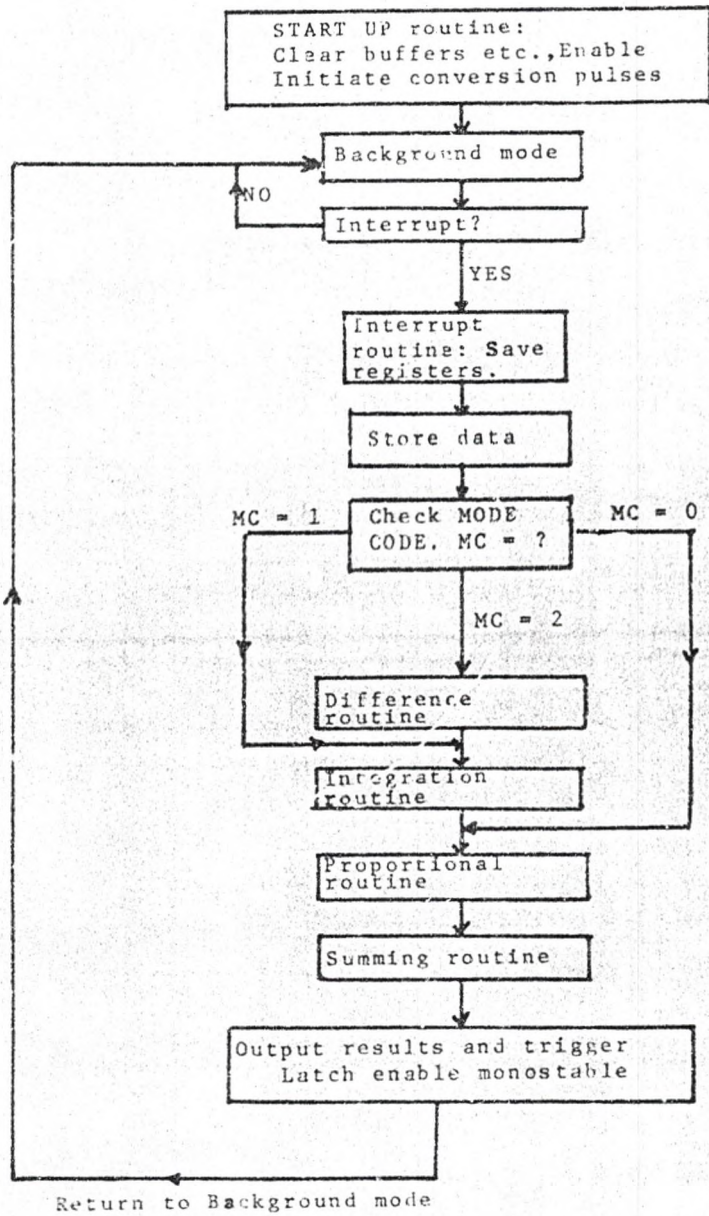 START UP routine:
Clear buffers etc.,Enable
Initiate conversion pulses
Background mode
NO
Interrupt?
YES
Interrupt
routine: Save
registers.
Store data
MC = 1
Check MODE
CODE. MC = ?
MC = 0
MC = 2
Difference
routine
Integration
routine
Proportional
routine
Summing routine
Output results and trigger
Latch enable monostable
Return to Background mode